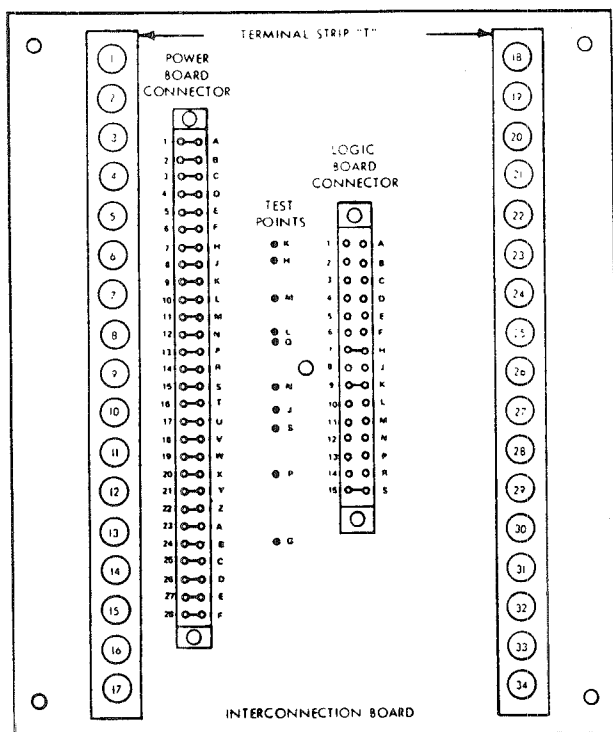 TERMINAL STRIP "T"
1
2
3
4
5
6
7
8
9
10
11
12
13
14
15
16
17
POWER
BOARD
CONNECTOR
1 A
2 B
3 C
4 D
5 E
6 F
7 H
8 J
9 K
10 L
11 M
12 N
13 P
14 R
15 S
16 T
17 U
18 V
19 W
20 X
21 Y
22 Z
23 A
24 B
25 C
26 D
27 E
28 F
TEST
POINTS
K
H
M
L
Q
N
J
S
P
G
LOGIC
BOARD
CONNECTOR
1 A
2 B
3 C
4 D
5 E
6 F
7 H
8 J
9 K
10 L
11 M
12 N
13 P
14 R
15 S
18
19
20
21
22
23
24
25
26
27
28
29
30
31
32
33
34
INTERCONNECTION BOARD